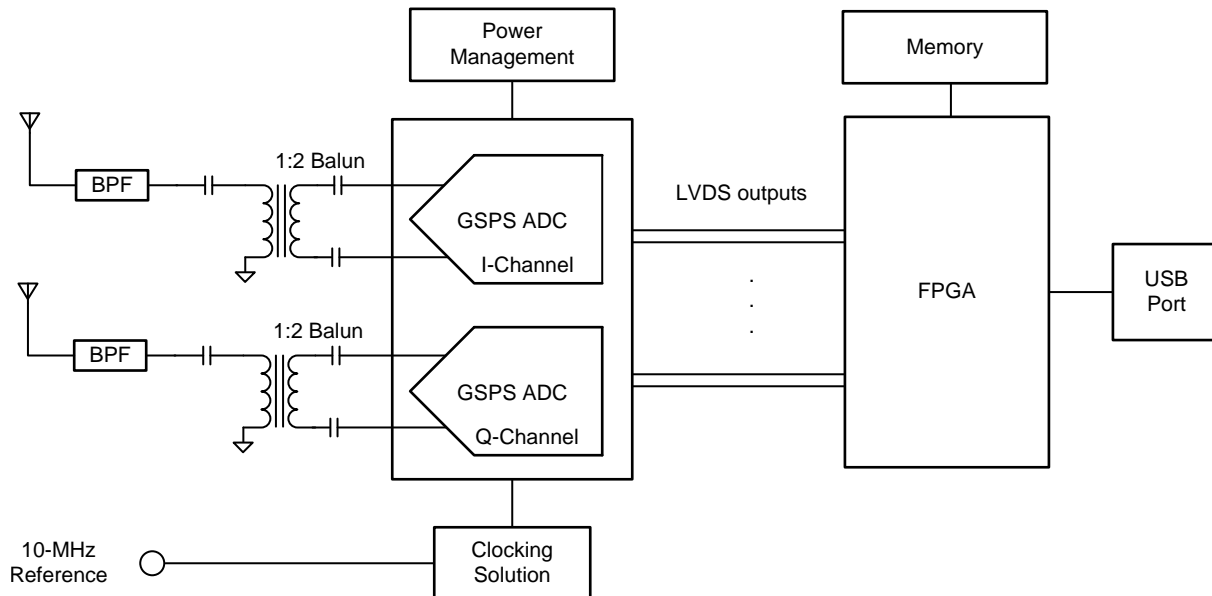 Power
Management
Memory
1:2 Balun
BPF
GSPS ADC
I-Channel
LVDS outputs
.
.
.
FPGA
USB
Port
1:2 Balun
BPF
GSPS ADC
Q-Channel
10-MHz
Reference
Clocking
Solution